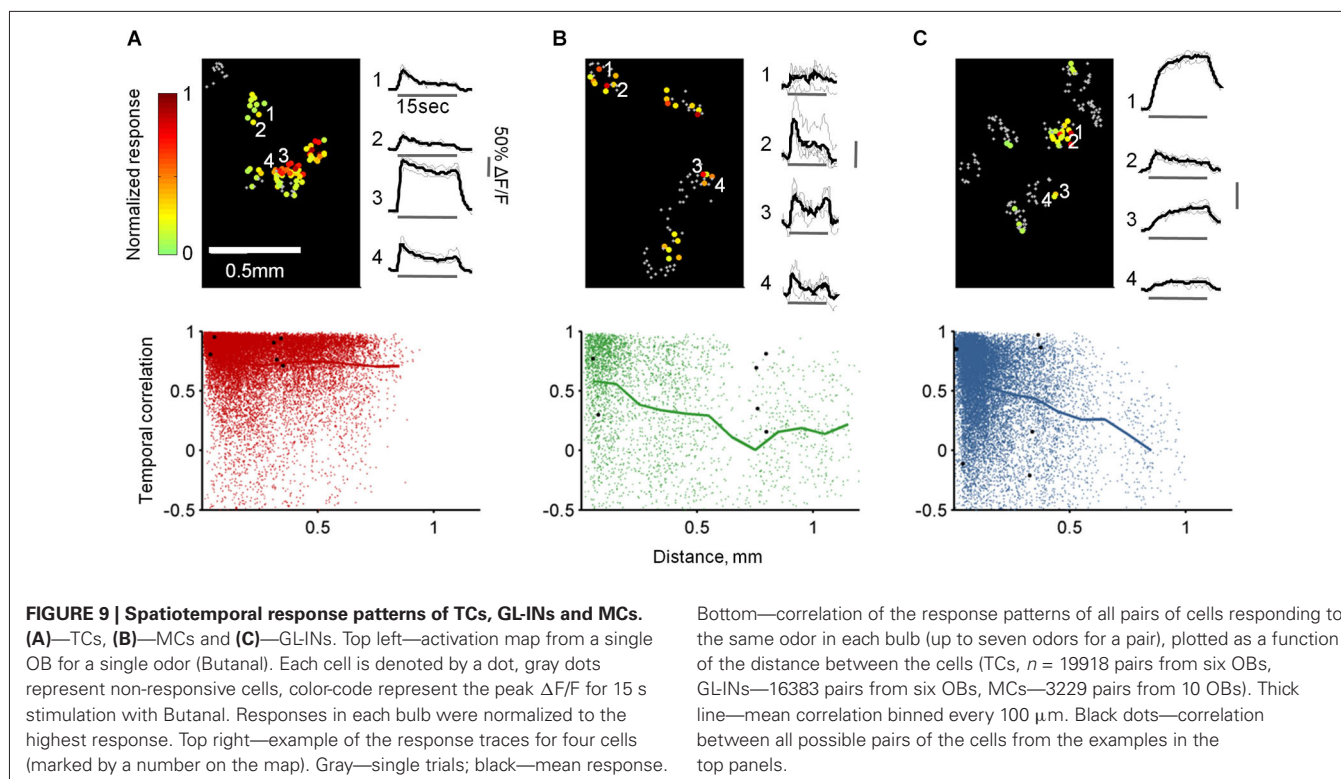 A
B
C
1
Normalized response
0
1
2
4 3
0.5mm
1
15sec
2
3
4
50% ΔF/F
1
2
3
4
1
2
3
4
1
2
3
4
1
2
3
4
Temporal correlation
1
0.5
0
-0.5
0.5
1
1
0.5
0
-0.5
0.5
1
1
0.5
0
-0.5
0.5
1
Distance, mm
FIGURE 9 | Spatiotemporal response patterns of TCs, GL-INs and MCs.
(A)—TCs, (B)—MCs and (C)—GL-INs. Top left—activation map from a single
OB for a single odor (Butanal). Each cell is denoted by a dot, gray dots
represent non-responsive cells, color-code represent the peak ΔF/F for 15 s
stimulation with Butanal. Responses in each bulb were normalized to the
highest response. Top right—example of the response traces for four cells
(marked by a number on the map). Gray—single trials; black—mean response.
Bottom—correlation of the response patterns of all pairs of cells responding to
the same odor in each bulb (up to seven odors for a pair), plotted as a function
of the distance between the cells (TCs, n = 19918 pairs from six OBs,
GL-INs—16383 pairs from six OBs, MCs—3229 pairs from 10 OBs). Thick
line—mean correlation binned every 100 μm. Black dots—correlation
between all possible pairs of the cells from the examples in the
top panels.